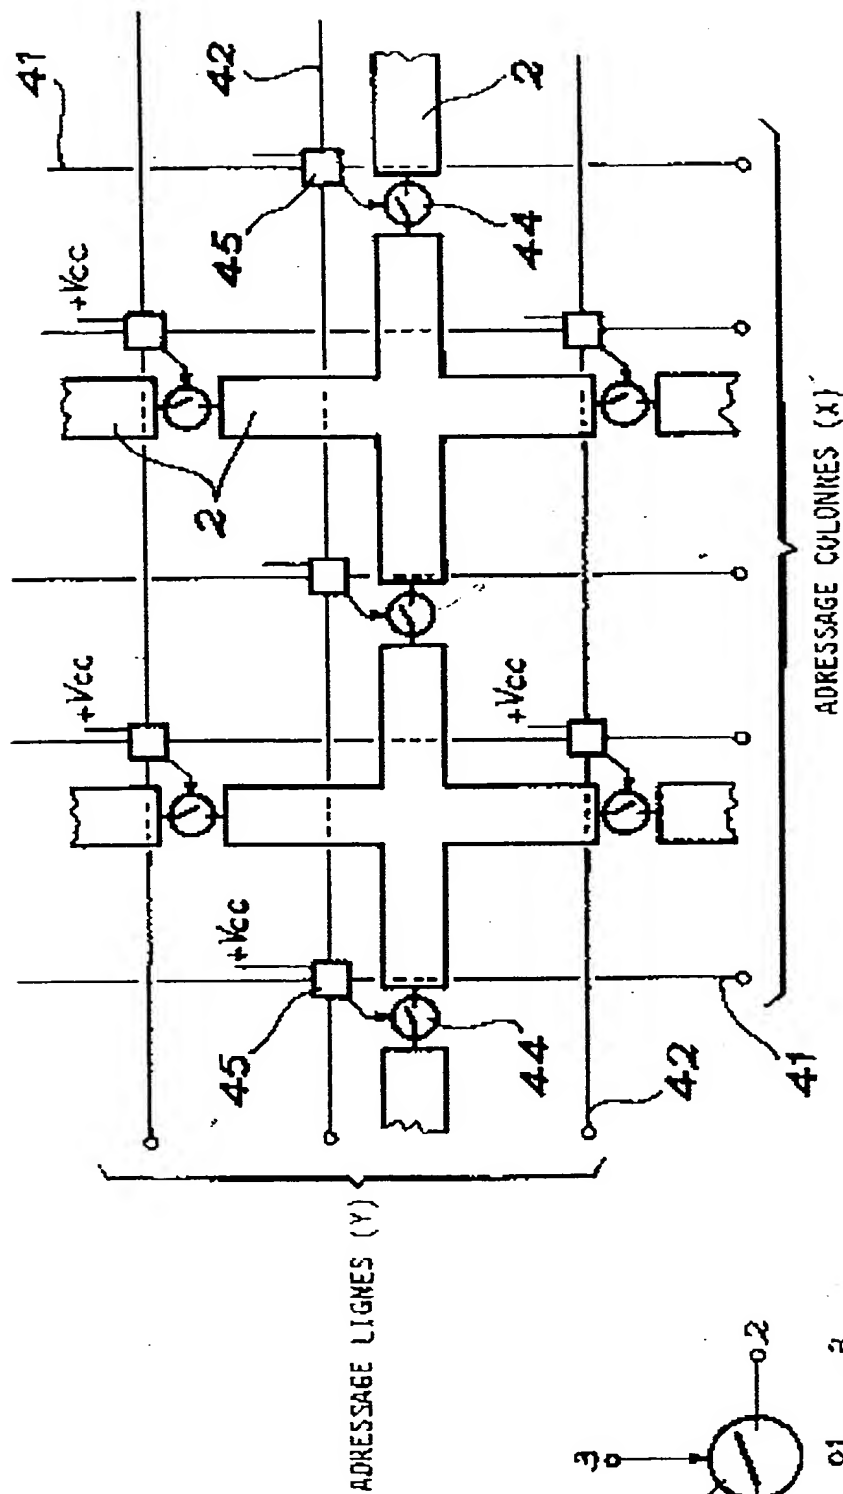 41
+Vcc
+Vcc
2
42
45
+Vcc
45
ADRESSAGE LIGNES (Y)
+Vcc
2
44
44
3
42
2
41
ADRESSAGE COLONNES (X)